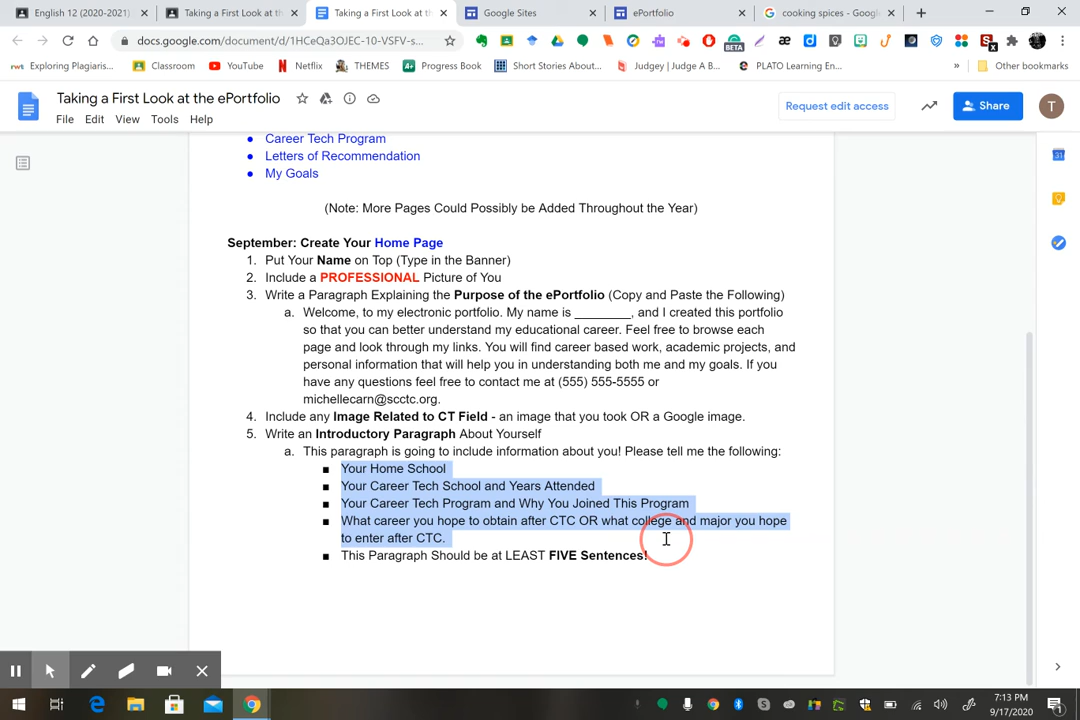 English 12 (2020-2021)
Taking a First Look at the
Taking a First Look at the
Google Sites
ePortfolio
cooking spices - Google
docs.google.com/document/d/1HCeQa3OJEC-10-VSFV-s...
BETA
rwt Exploring Plagiaris...
Classroom
YouTube
Netflix
THEMES
Progress Book
Short Stories About...
Judgey | Judge A B...
PLATO Learning En...
Other bookmarks
Taking a First Look at the ePortfolio
File Edit View Tools Help
Request edit access
Share
T
Career Tech Program
Letters of Recommendation
My Goals
(Note: More Pages Could Possibly be Added Throughout the Year)
September: Create Your Home Page
1. Put Your Name on Top (Type in the Banner)
2. Include a PROFESSIONAL Picture of You
3. Write a Paragraph Explaining the Purpose of the ePortfolio (Copy and Paste the Following)
a. Welcome, to my electronic portfolio. My name is ________, and I created this portfolio
so that you can better understand my educational career. Feel free to browse each
page and look through my links. You will find career based work, academic projects, and
personal information that will help you in understanding both me and my goals. If you
have any questions feel free to contact me at (555) 555-5555 or
michellecarn@scctc.org.
4. Include any Image Related to CT Field - an image that you took OR a Google image.
5. Write an Introductory Paragraph About Yourself
a. This paragraph is going to include information about you! Please tell me the following:
Your Home School
Your Career Tech School and Years Attended
Your Career Tech Program and Why You Joined This Program
What career you hope to obtain after CTC OR what college and major you hope
to enter after CTC.
This Paragraph Should be at LEAST FIVE Sentences!
7:13 PM
9/17/2020